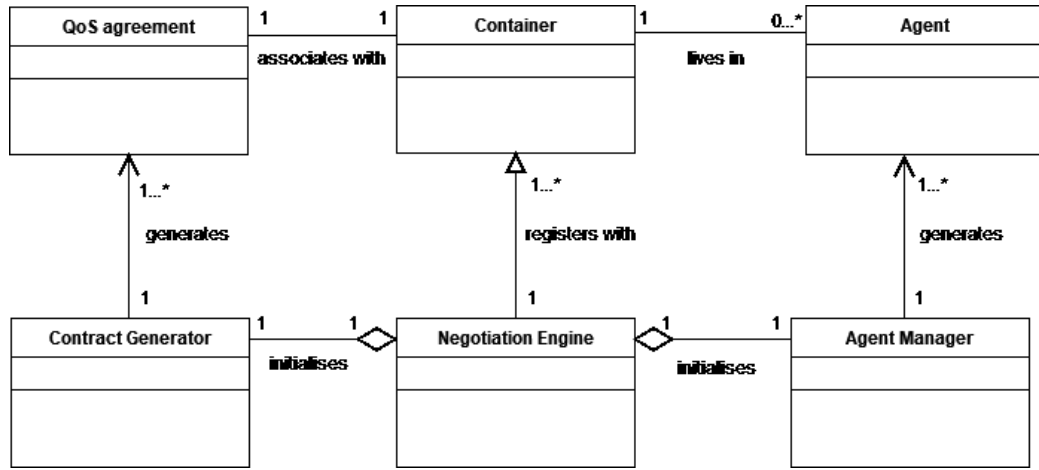 QoS agreement
1
1
Container
1
0...*
Agent
associates with
lives in
1...*
1...*
1...*
generates
registers with
generates
1
1
1
Contract Generator
1
1
Negotiation Engine
1
1
Agent Manager
initialises
initialises